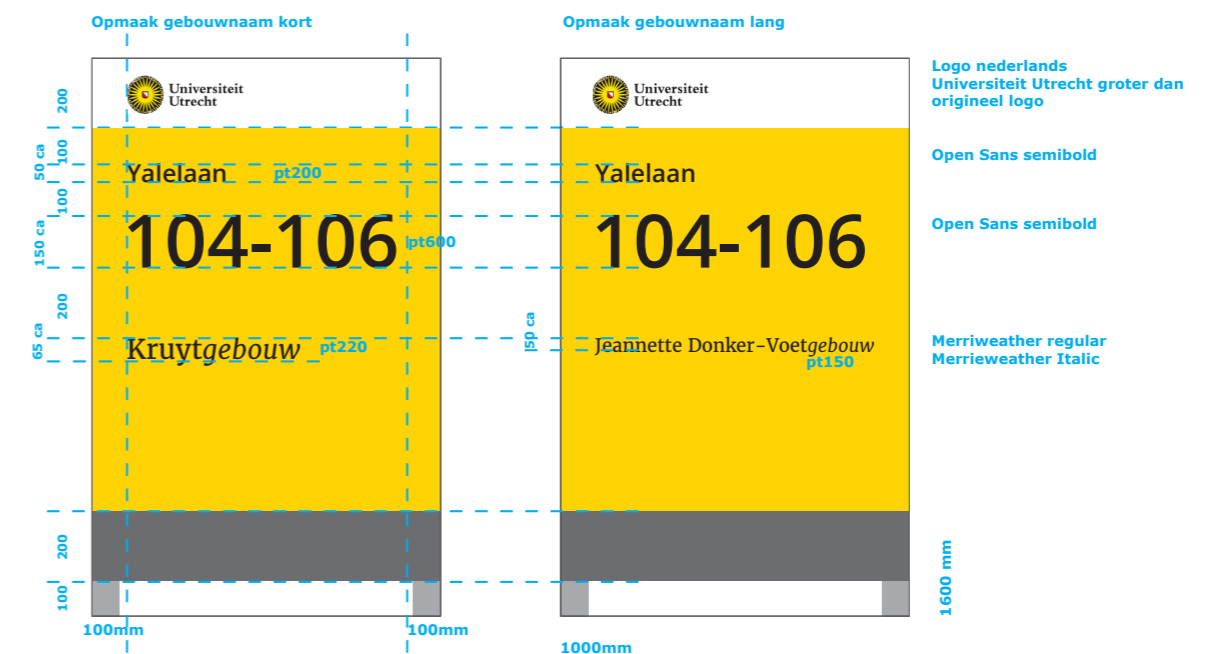 Opmaak gebouwnaam kort
Opmaak gebouwnaam lang
Universiteit
Utrecht
Universiteit
Utrecht
Logo nederlands
Universiteit Utrecht groter dan
origineel logo
200
100
50 ca
Yalelaan
pt200
Yalelaan
Open Sans semibold
100
150 ca
104-106
pt600
104-106
Open Sans semibold
200
65 ca
Kruytgebouw
pt220
50 ca
Jeannette Donker-Voetgebouw
pt150
Merriweather regular
Merrieweather Italic
200
100
1600 mm
100mm
100mm
1000mm